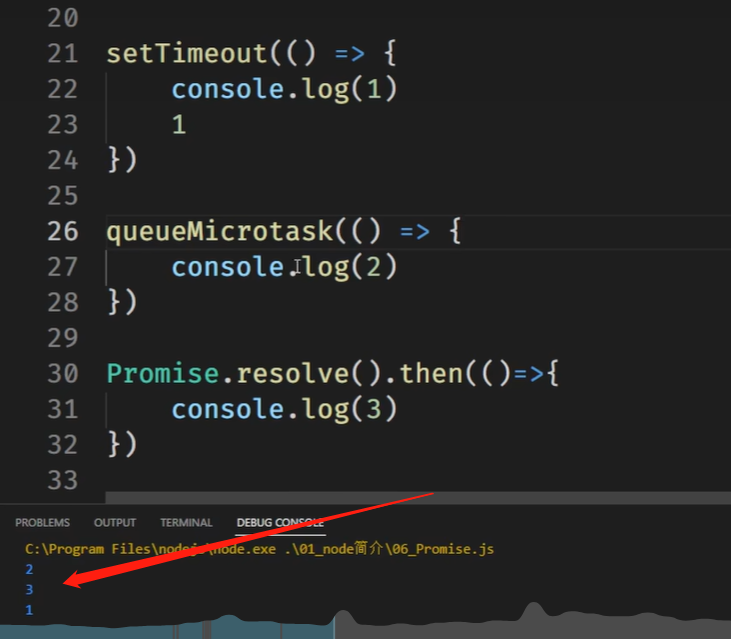 20
21 setTimeout(() => {
22     console.log(1)
23     1
24 })
25
26 queueMicrotask(() => {
27     console.log(2)
28 })
29
30 Promise.resolve().then(()=>{
31     console.log(3)
32 })
33
PROBLEMS OUTPUT TERMINAL DEBUG CONSOLE
C:\Program Files\nodejs\node.exe .\01_node简介\06_Promise.js
2
3
1